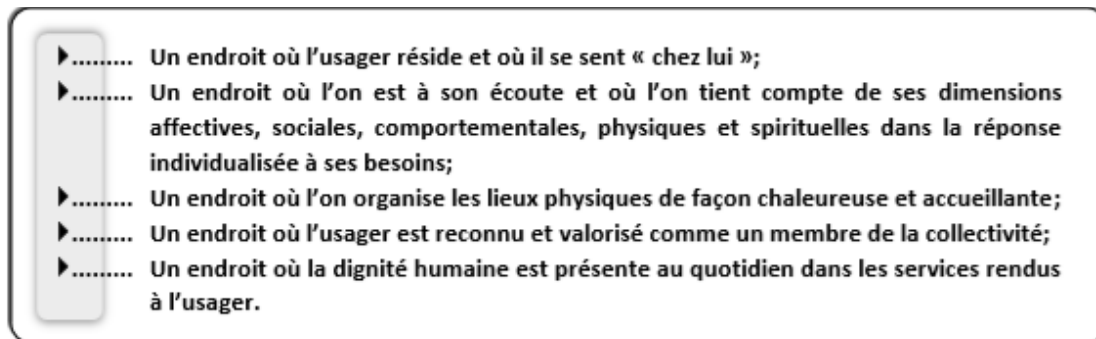 ▶......... Un endroit où l'usager réside et où il se sent « chez lui »;
▶......... Un endroit où l'on est à son écoute et où l'on tient compte de ses dimensions
affectives, sociales, comportementales, physiques et spirituelles dans la réponse
individualisée à ses besoins;
▶......... Un endroit où l'on organise les lieux physiques de façon chaleureuse et accueillante;
▶......... Un endroit où l'usager est reconnu et valorisé comme un membre de la collectivité;
▶......... Un endroit où la dignité humaine est présente au quotidien dans les services rendus
à l'usager.